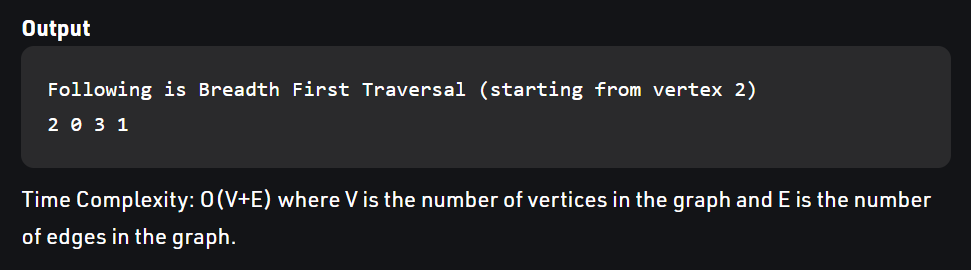 Output
Following is Breadth First Traversal (starting from vertex 2)
2 0 3 1
Time Complexity: O(V+E) where V is the number of vertices in the graph and E is the number
of edges in the graph.